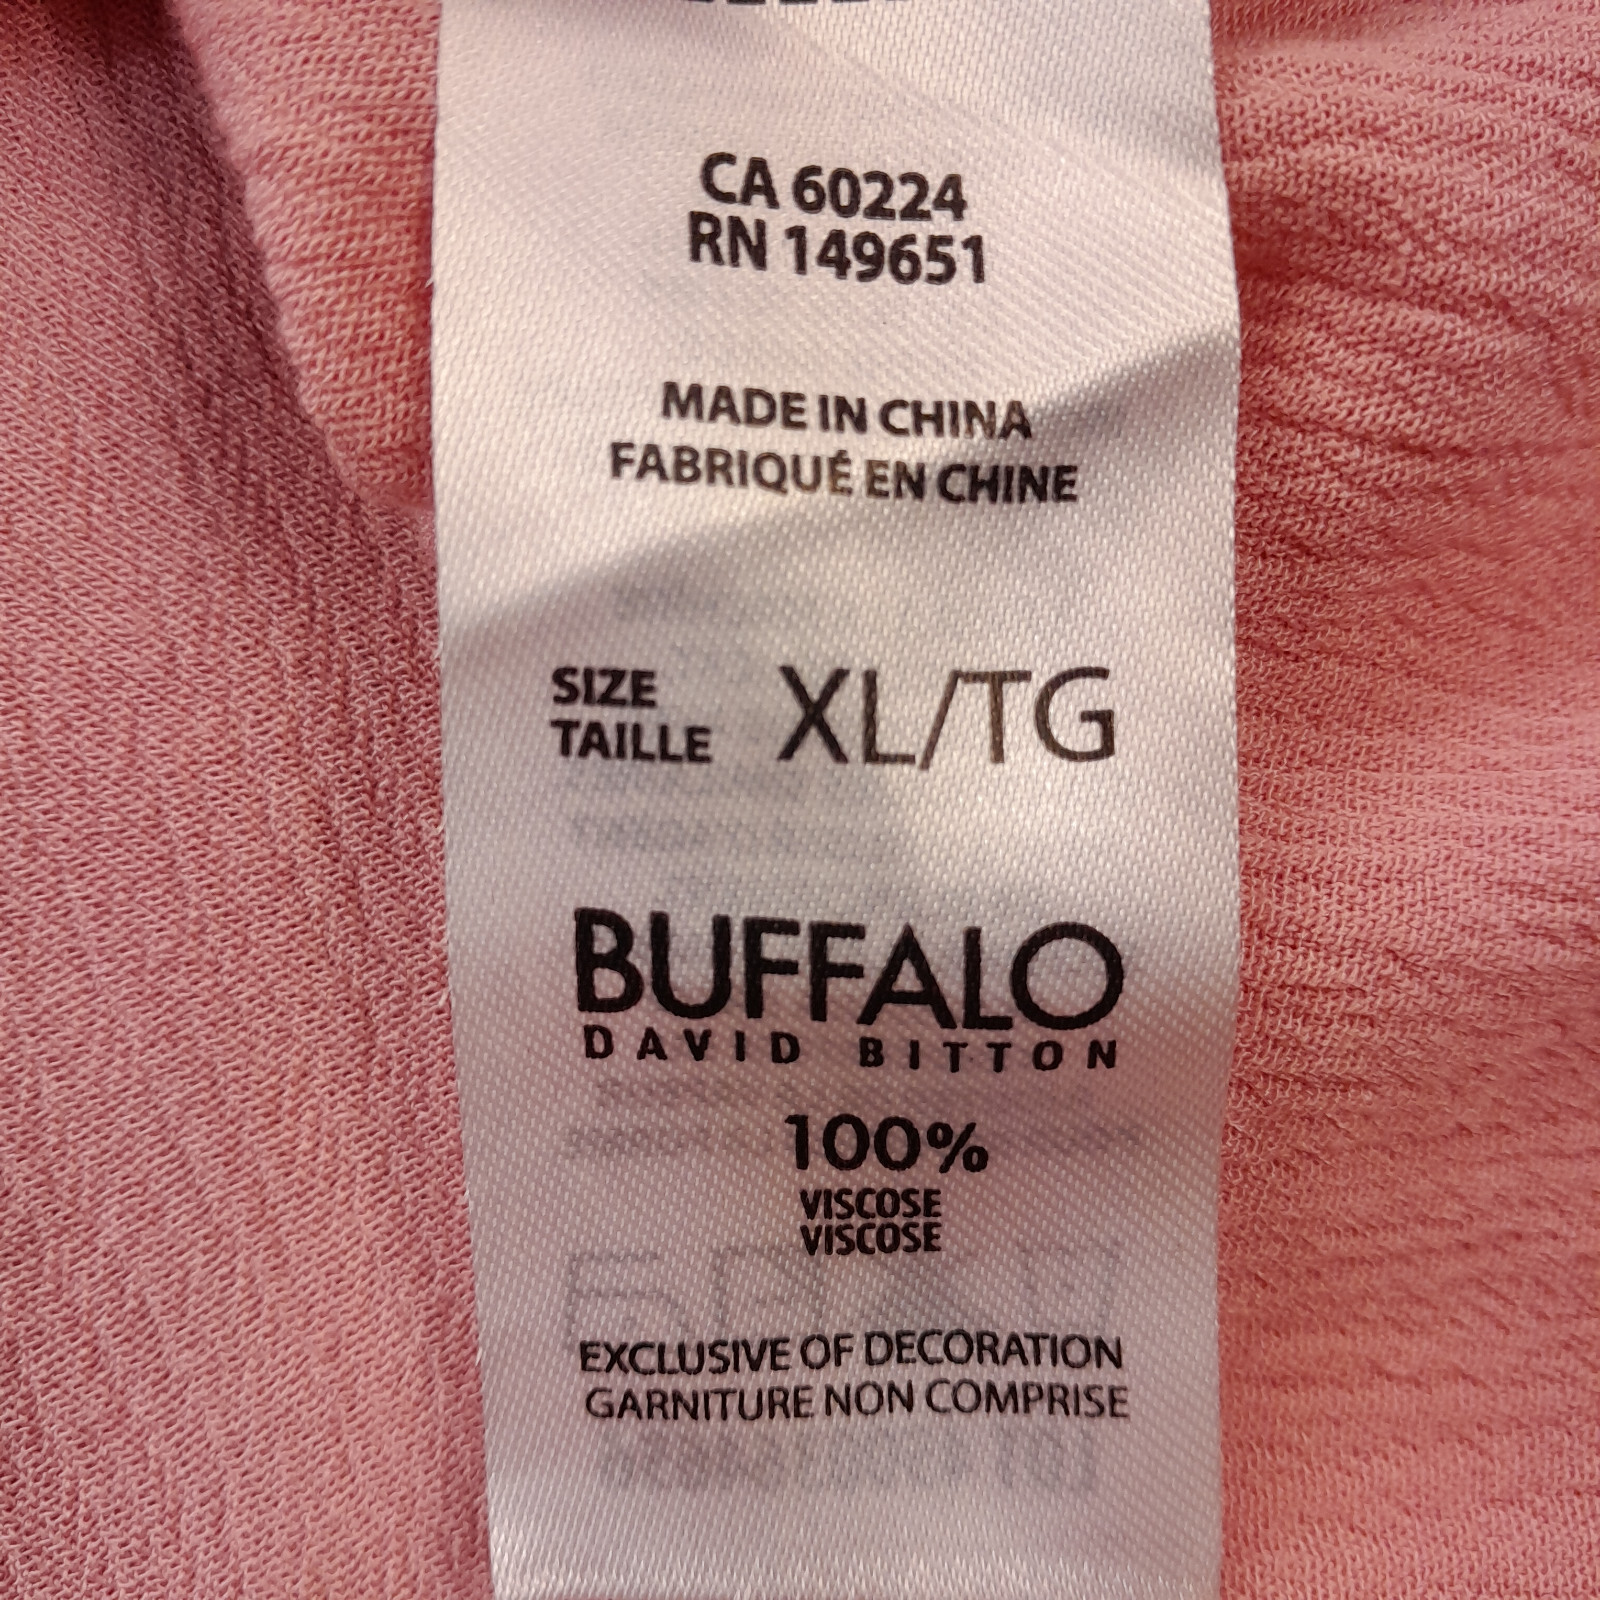 CA 60224
RN 149651
MADE IN CHINA
FABRIQUÉ EN CHINE
SIZE
TAILLE
XL/TG
BUFFALO
DAVID BITTON
100%
VISCOSE
VISCOSE
EXCLUSIVE OF DECORATION
GARNITURE NON COMPRISE